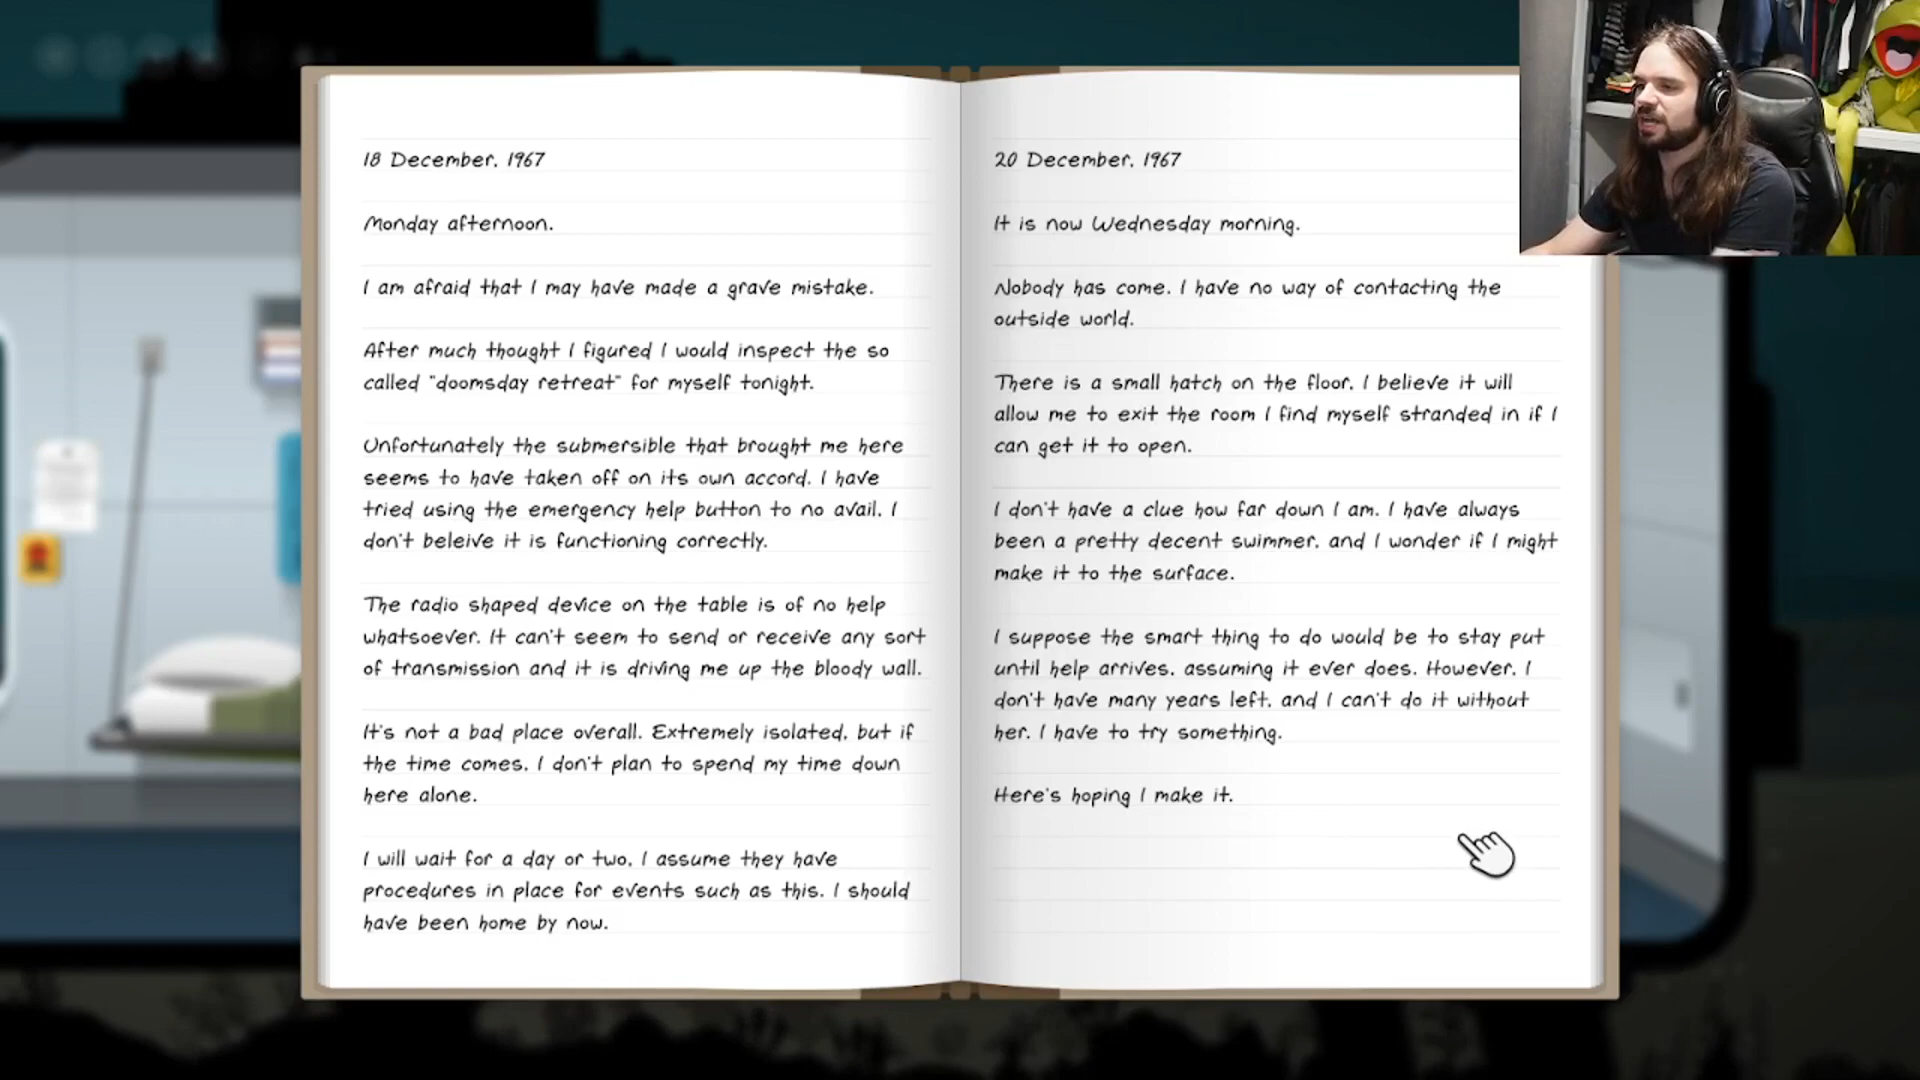 18 December, 1967
Monday afternoon.
I am afraid that I may have made a grave mistake.
After much thought I figured I would inspect the so
called "doomsday retreat" for myself tonight.
Unfortunately the submersible that brought me here
seems to have taken off on its own accord. I have
tried using the emergency help button to no avail. I
don't beleive it is functioning correctly.
The radio shaped device on the table is of no help
whatsoever. It can't seem to send or receive any sort
of transmission and it is driving me up the bloody wall.
It's not a bad place overall. Extremely isolated, but if
the time comes, I don't plan to spend my time down
here alone.
I will wait for a day or two, I assume they have
procedures in place for events such as this. I should
have been home by now.
20 December, 1967
It is now Wednesday morning.
Nobody has come. I have no way of contacting the
outside world.
There is a small hatch on the floor. I believe it will
allow me to exit the room I find myself stranded in if I
can get it to open.
I don't have a clue how far down I am. I have always
been a pretty decent swimmer, and I wonder if I might
make it to the surface.
I suppose the smart thing to do would be to stay put
until help arrives, assuming it ever does. However, I
don't have many years left, and I can't do it without
her. I have to try something.
Here's hoping I make it.